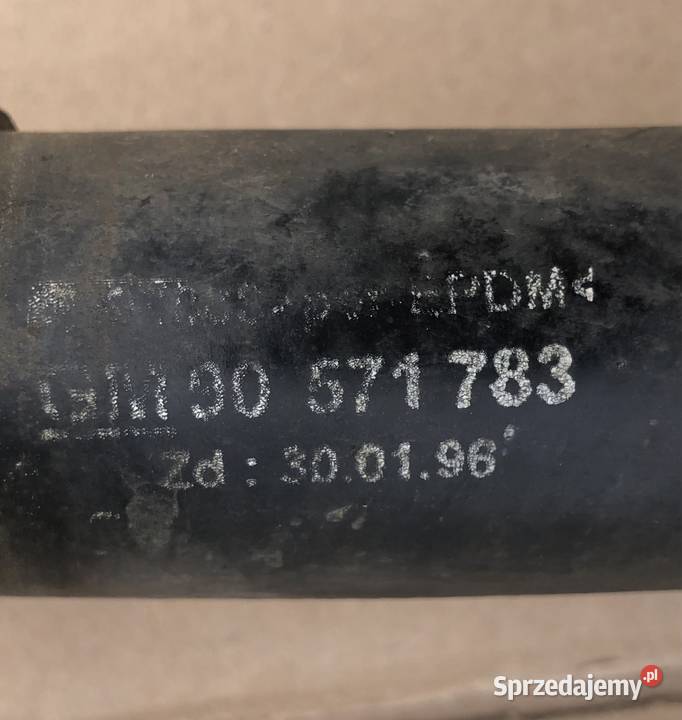 EPDM◄
GM 90 571 783
Zd : 30.01.96
Sprzedajemy.pl